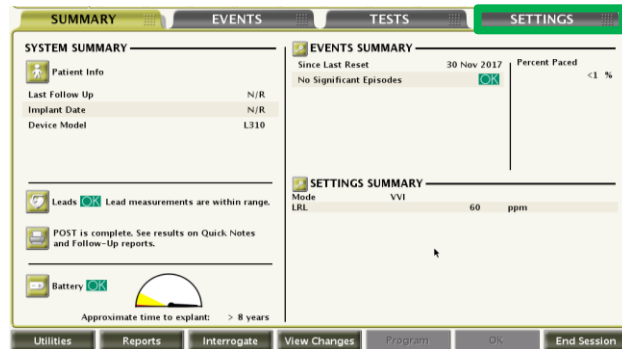 SUMMARY
EVENTS
TESTS
SETTINGS
SYSTEM SUMMARY
Patient Info
Last Follow Up N/R
Implant Date N/R
Device Model L310
Leads OK Lead measurements are within range.
POST is complete. See results on Quick Notes
and Follow-Up reports.
Battery OK
Approximate time to explant: > 8 years
EVENTS SUMMARY
Since Last Reset 30 Nov 2017
No Significant Episodes OK
Percent Paced
<1 %
SETTINGS SUMMARY
Mode VVI
LRL 60 ppm
Utilities
Reports
Interrogate
View Changes
Program
OK
End Session